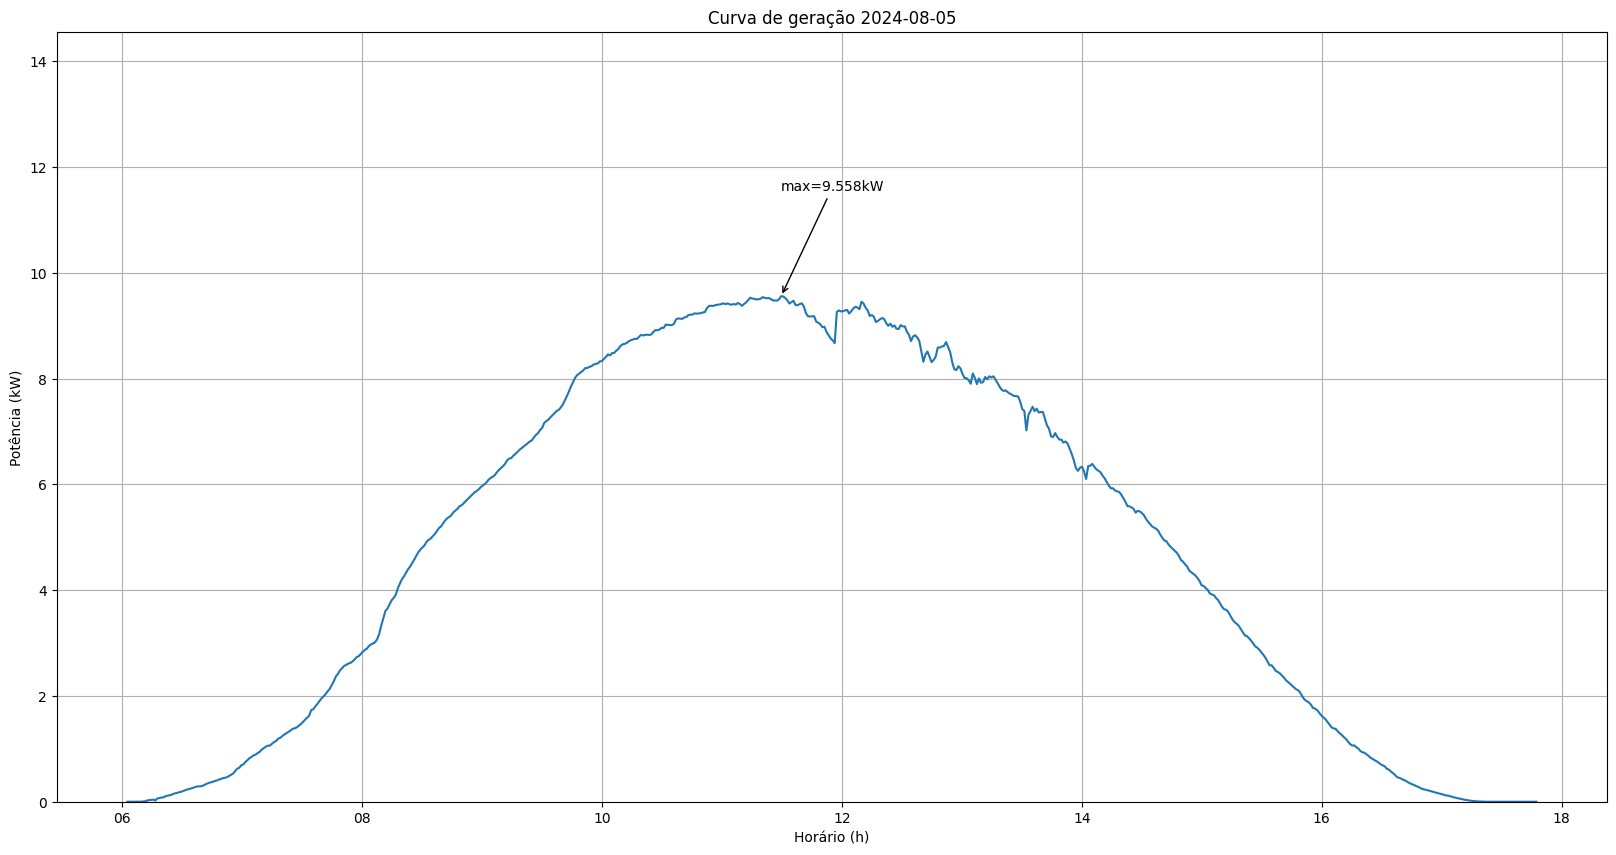 Curva de geração 2024-08-05
14
12
max=9.558kW
10
8
6
4
2
0
Potência (kW)
06 08 10 12 14 16 18
Horário (h)